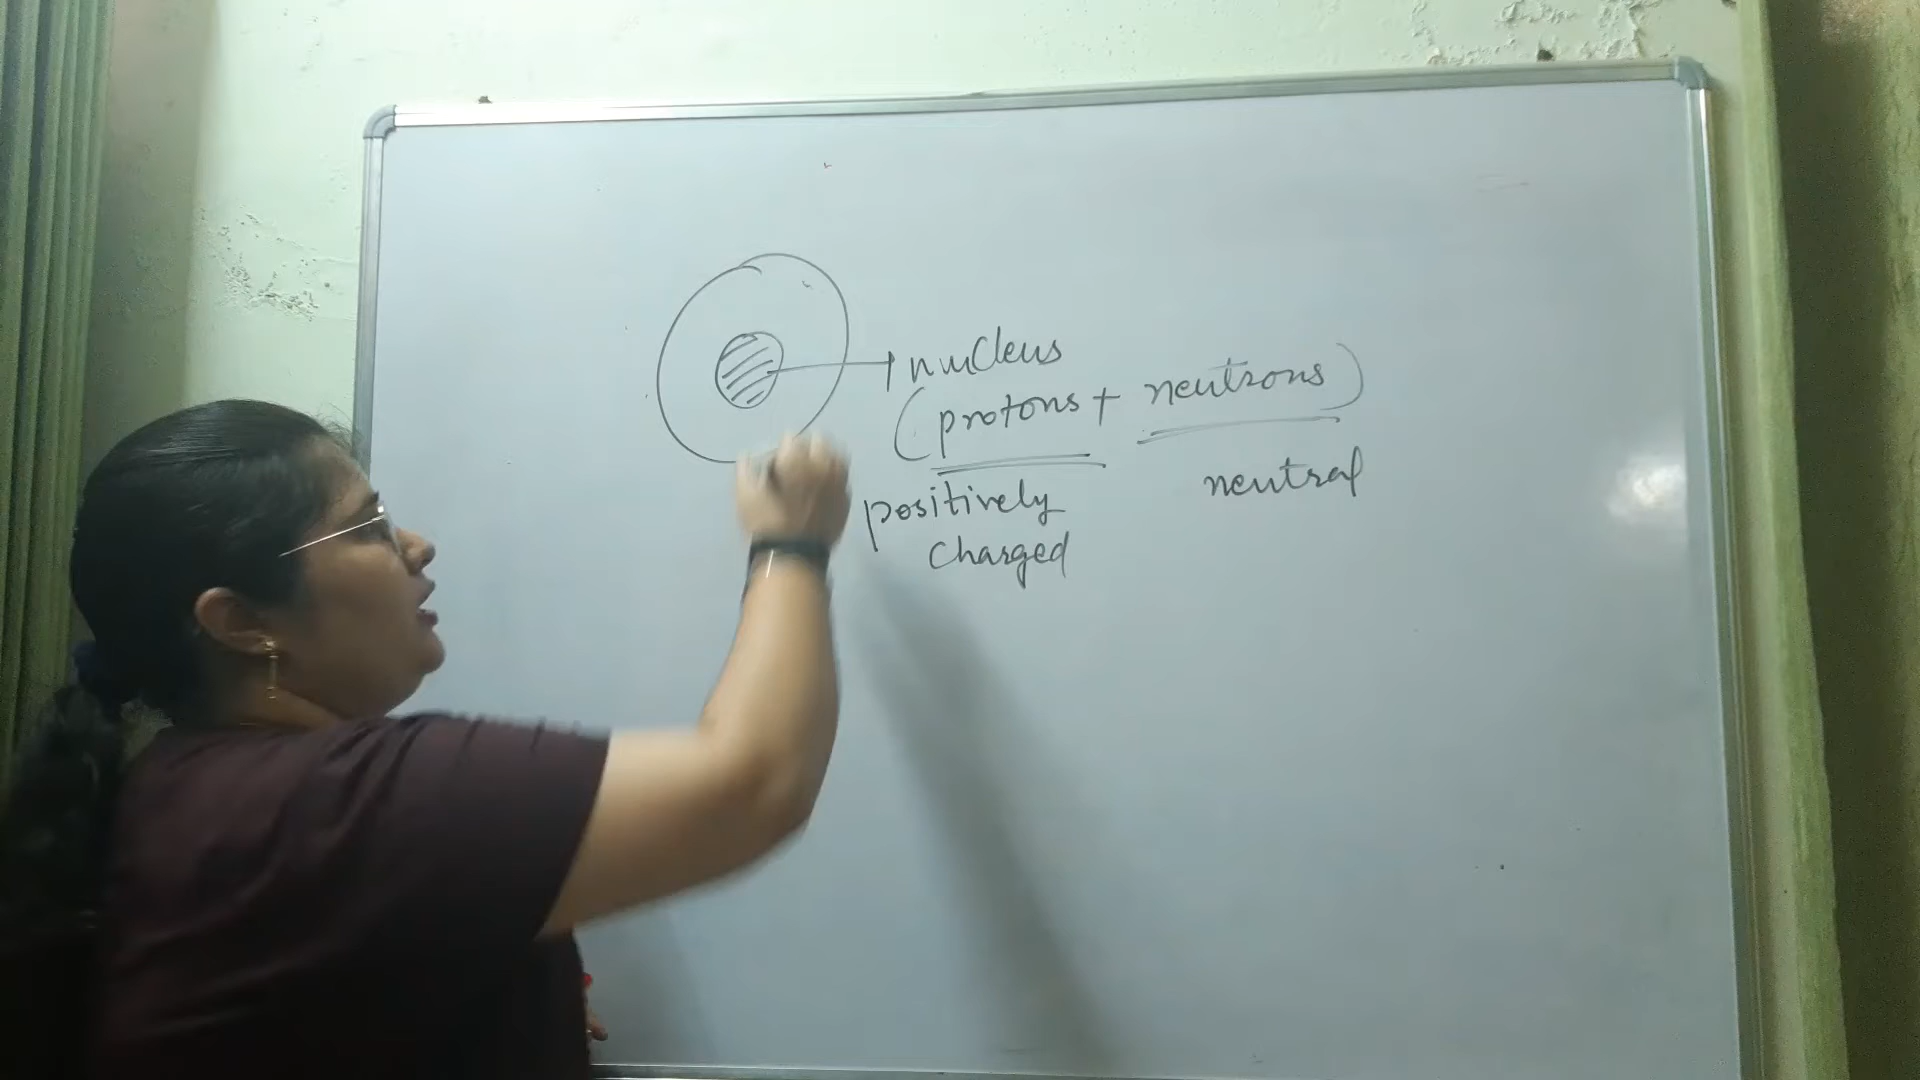 nucleus
(protons + neutrons)
positively
charged
neutral